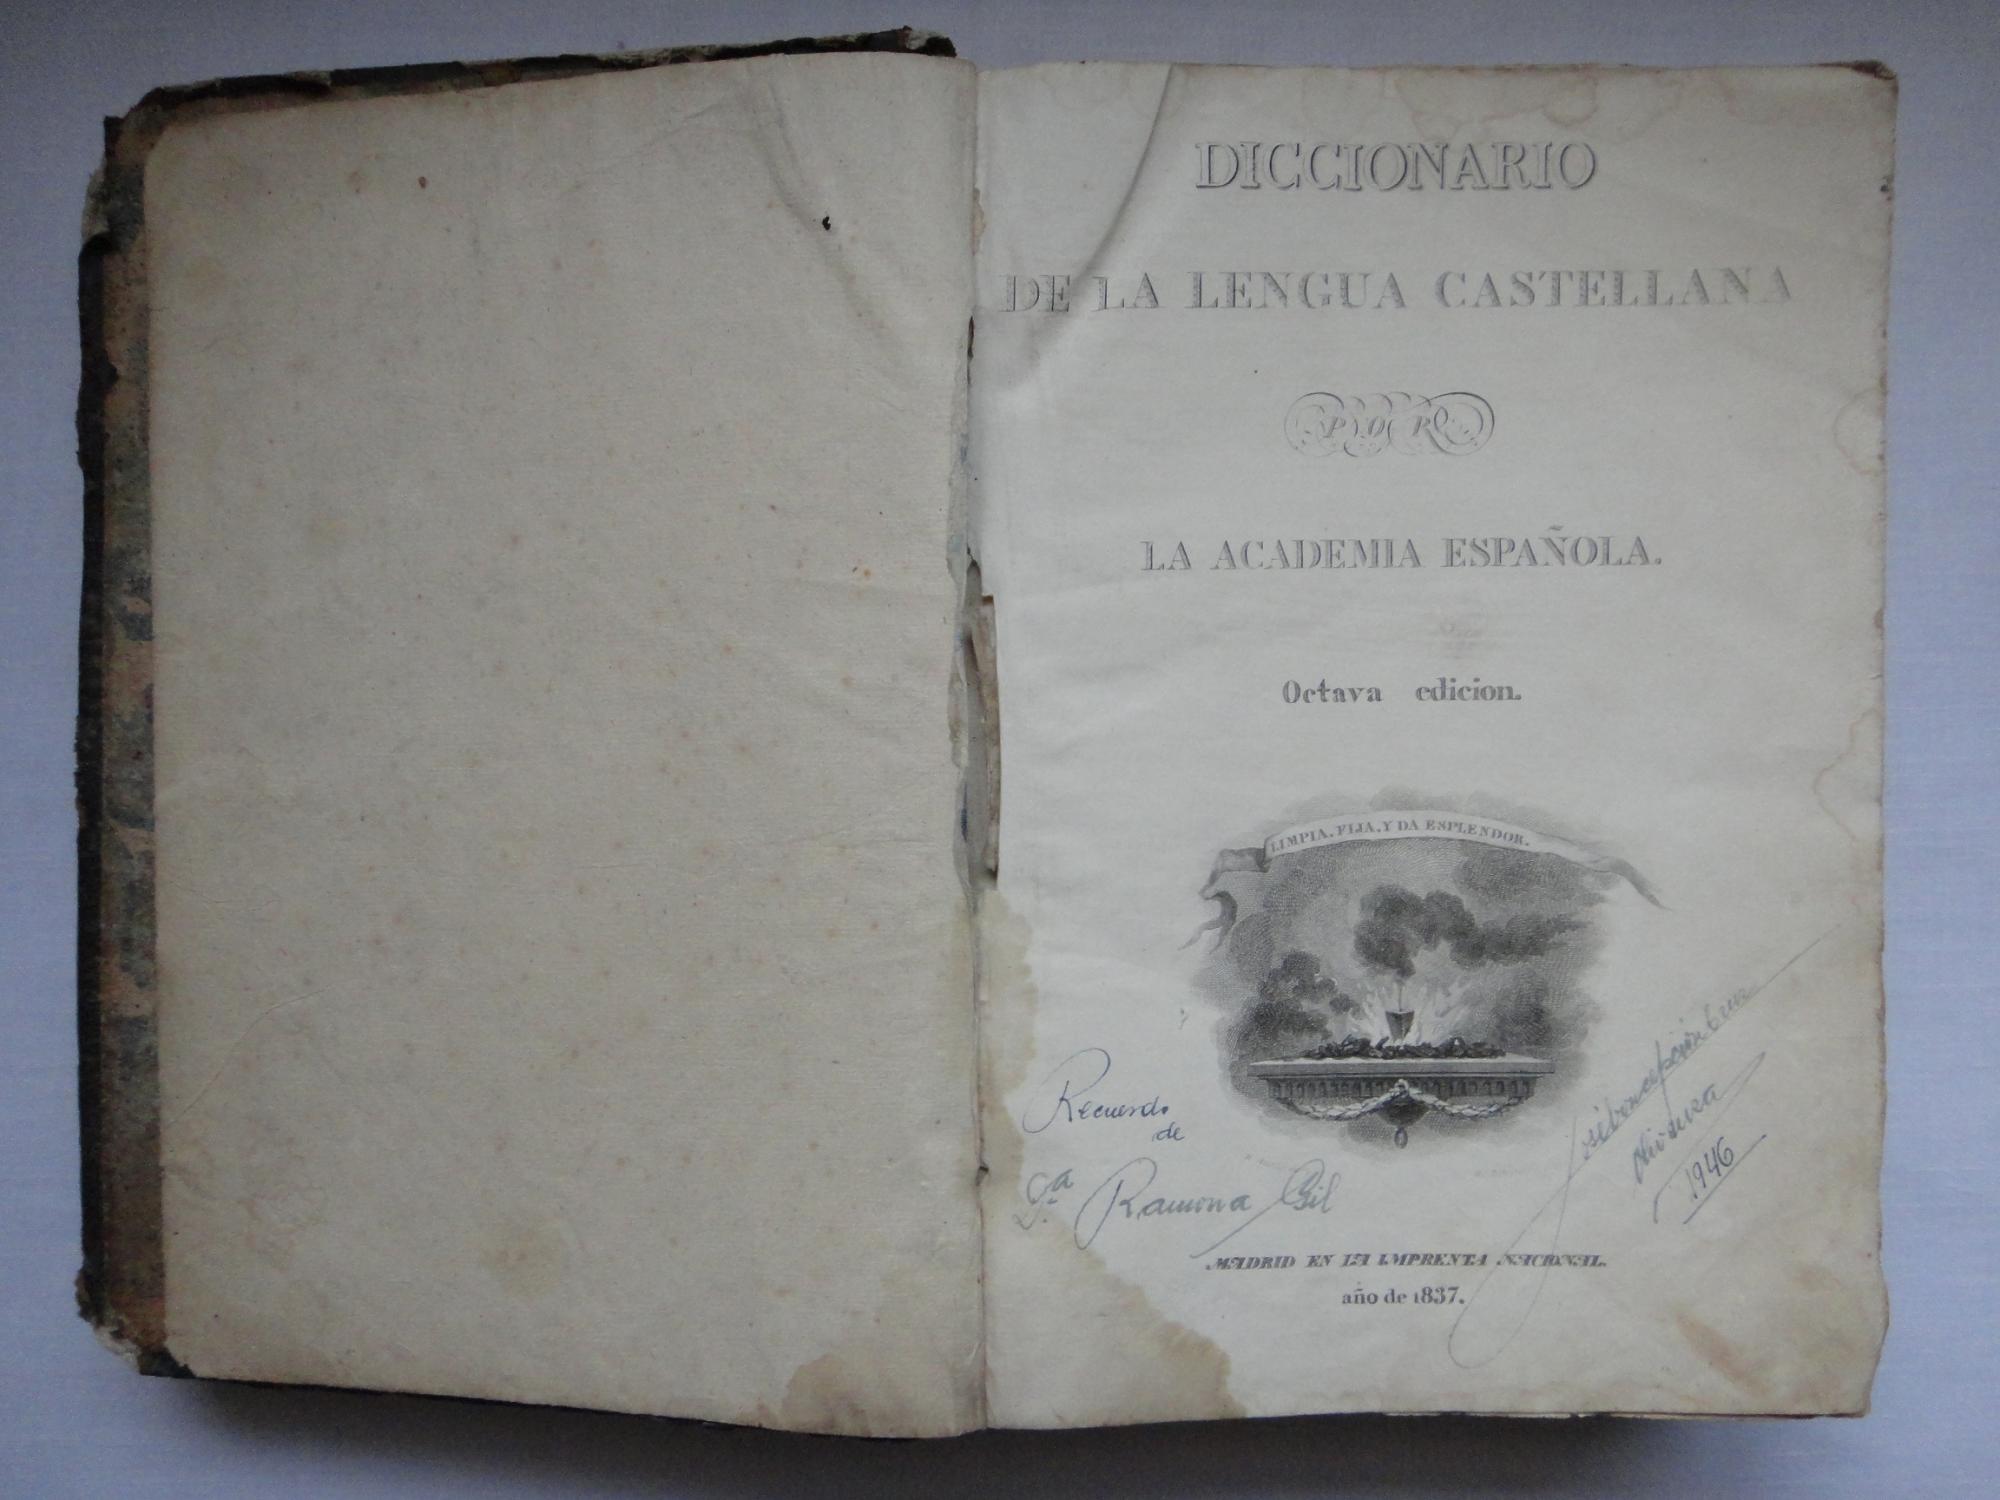 DICCIONARIO
DE LA LENGUA CASTELLANA
POR
LA ACADEMIA ESPAÑOLA.
Octava edicion.
LIMPIA, FIJA, Y DA ESPLENDOR.
Recuerdo
de
D.ª Ramona Gil
1946
MADRID EN LA IMPRENTA NACIONAL.
año de 1837.